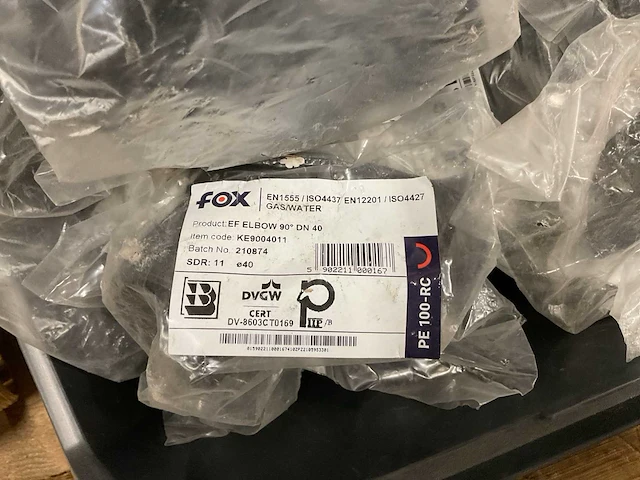 FOX
EN1555 / ISO4437 EN12201 / ISO4427
GAS/WATER
Product: EF ELBOW 90° DN 40
Item code: KE9004011
Batch No. 210874
SDR: 11 ø40
5 902211 000167
B
DVGW
CERT
DV-8603CT0169
P
PE 100-RC